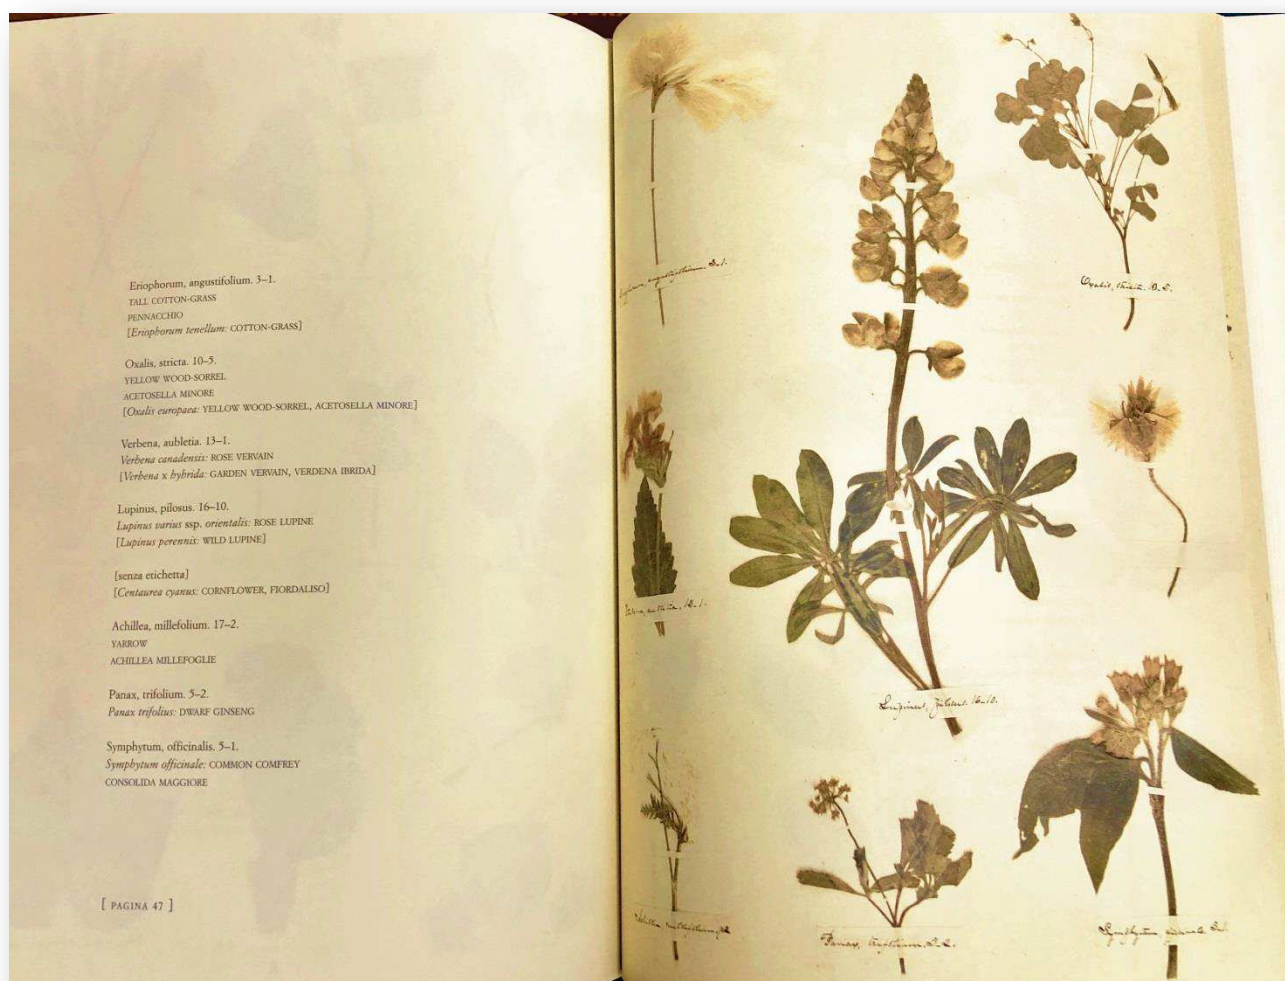 Eriophorum, angustifolium. 3–1.
TALL COTTON-GRASS
PENNACCHIO
[Eriophorum tenellum: COTTON-GRASS]
Oxalis, stricta. 10–5.
YELLOW WOOD-SORREL
ACETOSELLA MINORE
[Oxalis europaea: YELLOW WOOD-SORREL, ACETOSELLA MINORE]
Verbena, aubletia. 13–1.
Verbena canadensis: ROSE VERVAIN
[Verbena x hybrida: GARDEN VERVAIN, VERDENA IBRIDA]
Lupinus, pilosus. 16–10.
Lupinus varius ssp. orientalis: ROSE LUPINE
[Lupinus perennis: WILD LUPINE]
[senza etichetta]
[Centaurea cyanus: CORNFLOWER, FIORDALISO]
Achillea, millefolium. 17–2.
YARROW
ACHILLEA MILLEFOGLIE
Panax, trifolium. 5–2.
Panax trifolius: DWARF GINSENG
Symphytum, officinalis. 5–1.
Symphytum officinale: COMMON COMFREY
CONSOLIDA MAGGIORE
[ PAGINA 47 ]
angustifolium. 3-1.
Oxalis, stricta. 10-5.
Lupinus, pilosus. 16-10.
Panax, trifolium. 5-2.
Symphytum,